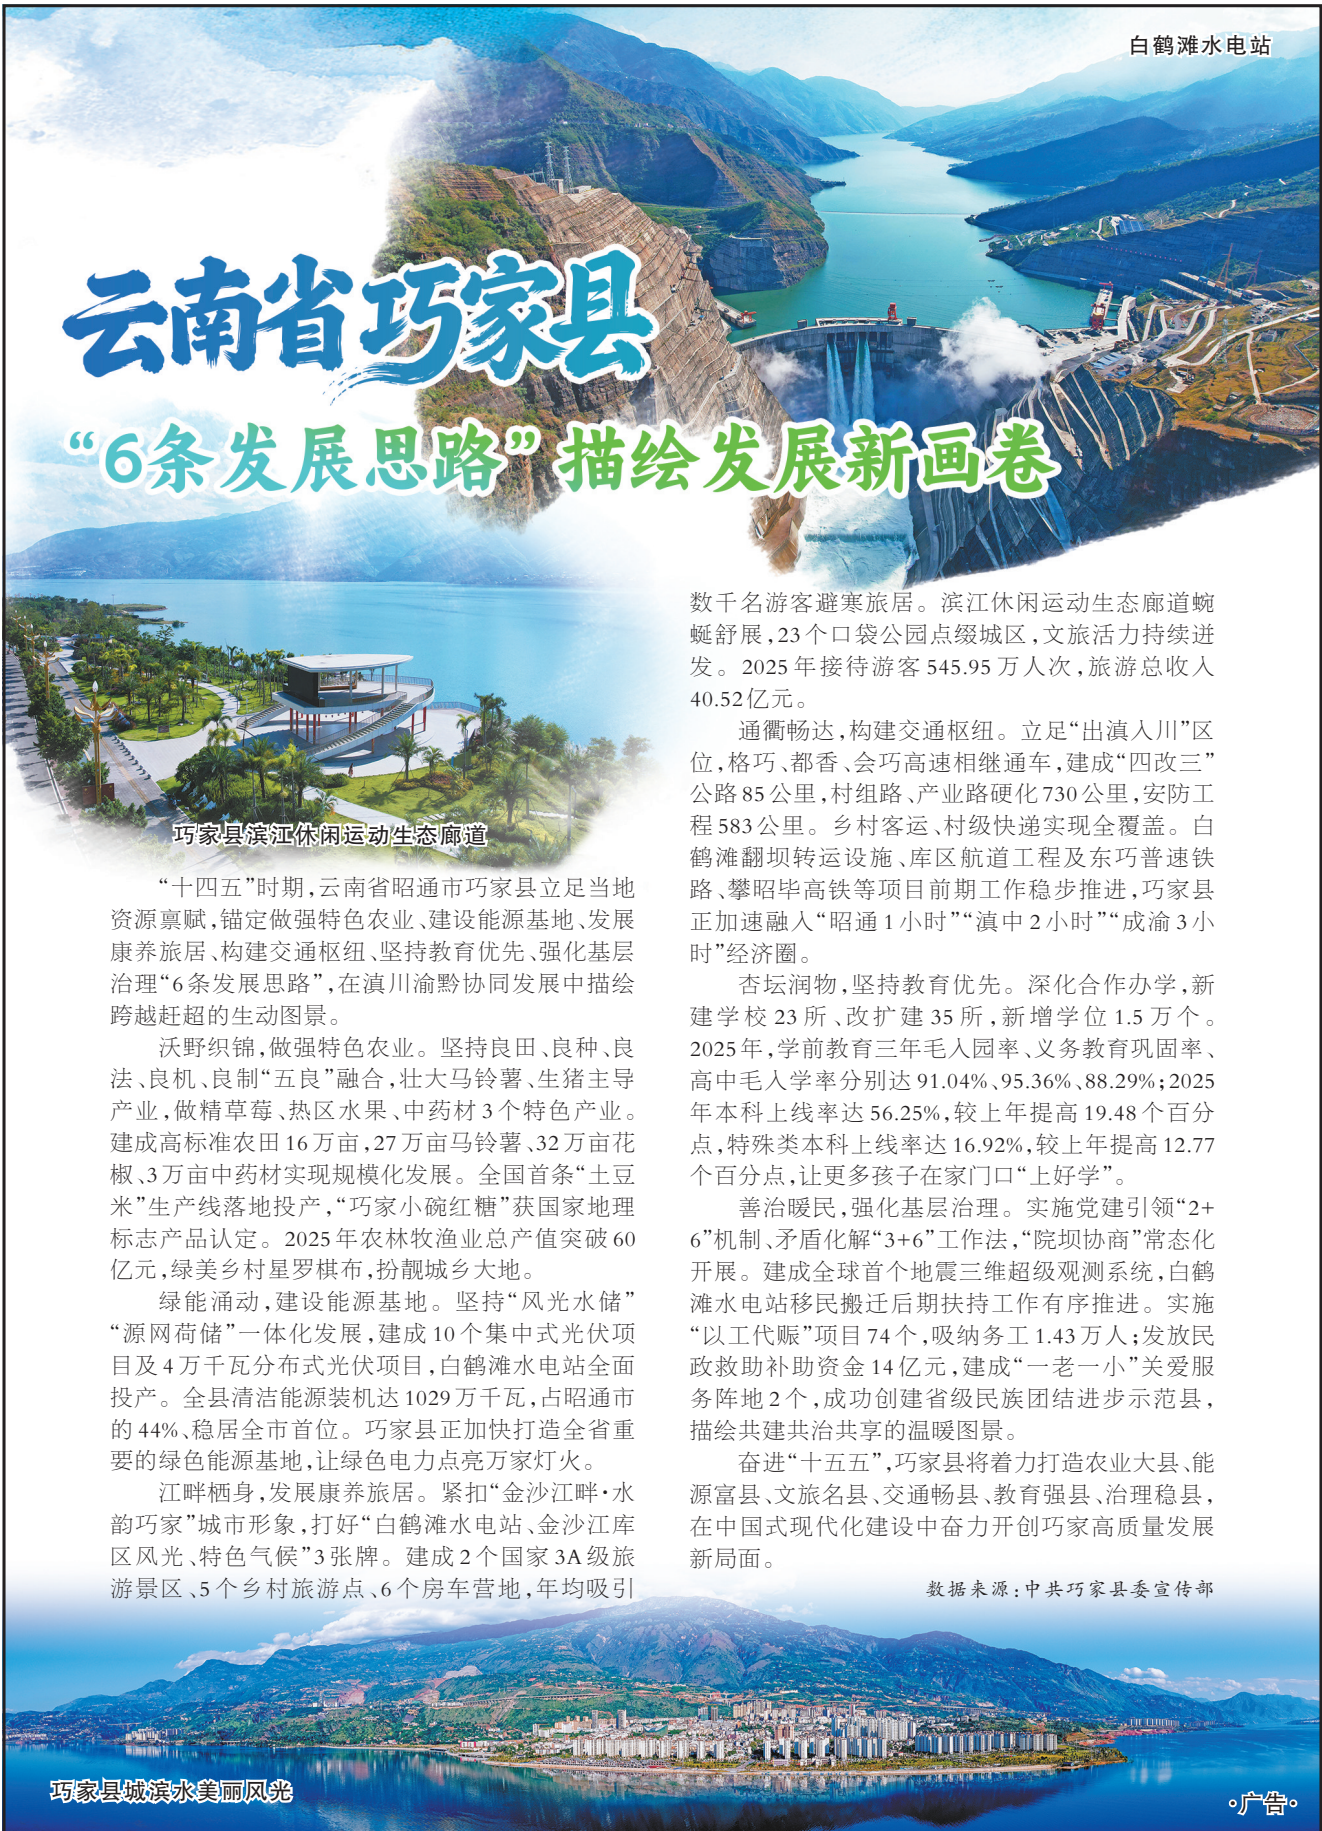 白鹤滩水电站
云南省巧家县
“6条发展思路”描绘发展新画卷
巧家县滨江休闲运动生态廊道
“十四五”时期，云南省昭通市巧家县立足当地
资源禀赋，锚定做强特色农业、建设能源基地、发展
康养旅居、构建交通枢纽、坚持教育优先、强化基层
治理“6条发展思路”，在滇川渝黔协同发展中描绘
跨越赶超的生动图景。
沃野织锦，做强特色农业。坚持良田、良种、良
法、良机、良制“五良”融合，壮大马铃薯、生猪主导
产业，做精草莓、热区水果、中药材3个特色产业。
建成高标准农田16万亩，27万亩马铃薯、32万亩花
椒、3万亩中药材实现规模化发展。全国首条“土豆
米”生产线落地投产，“巧家小碗红糖”获国家地理
标志产品认定。2025年农林牧渔业总产值突破60
亿元，绿美乡村星罗棋布，扮靓城乡大地。
绿能涌动，建设能源基地。坚持“风光水储”
“源网荷储”一体化发展，建成10个集中式光伏项
目及4万千瓦分布式光伏项目，白鹤滩水电站全面
投产。全县清洁能源装机达1029万千瓦，占昭通市
的44%、稳居全市首位。巧家县正加快打造全省重
要的绿色能源基地，让绿色电力点亮万家灯火。
江畔栖身，发展康养旅居。紧扣“金沙江畔·水
韵巧家”城市形象，打好“白鹤滩水电站、金沙江库
区风光、特色气候”3张牌。建成2个国家3A级旅
游景区、5个乡村旅游点、6个房车营地，年均吸引
数千名游客避寒旅居。滨江休闲运动生态廊道蜿
蜒舒展，23个口袋公园点缀城区，文旅活力持续迸
发。2025年接待游客545.95万人次，旅游总收入
40.52亿元。
通衢畅达，构建交通枢纽。立足“出滇入川”区
位，格巧、都香、会巧高速相继通车，建成“四改三”
公路85公里，村组路、产业路硬化730公里，安防工
程583公里。乡村客运、村级快递实现全覆盖。白
鹤滩翻坝转运设施、库区航道工程及东巧普速铁
路、攀昭毕高铁等项目前期工作稳步推进，巧家县
正加速融入“昭通1小时”“滇中2小时”“成渝3小
时”经济圈。
杏坛润物，坚持教育优先。深化合作办学，新
建学校23所、改扩建35所，新增学位1.5万个。
2025年，学前教育三年毛入园率、义务教育巩固率、
高中毛入学率分别达91.04%、95.36%、88.29%；2025
年本科上线率达56.25%，较上年提高19.48个百分
点，特殊类本科上线率达16.92%，较上年提高12.77
个百分点，让更多孩子在家门口“上好学”。
善治暖民，强化基层治理。实施党建引领“2+
6”机制、矛盾化解“3+6”工作法，“院坝协商”常态化
开展。建成全球首个地震三维超级观测系统，白鹤
滩水电站移民搬迁后期扶持工作有序推进。实施
“以工代赈”项目74个，吸纳务工1.43万人；发放民
政救助补助资金14亿元，建成“一老一小”关爱服
务阵地2个，成功创建省级民族团结进步示范县，
描绘共建共治共享的温暖图景。
奋进“十五五”，巧家县将着力打造农业大县、能
源富县、文旅名县、交通畅县、教育强县、治理稳县，
在中国式现代化建设中奋力开创巧家高质量发展
新局面。
数据来源：中共巧家县委宣传部
巧家县城滨水美丽风光
·广告·